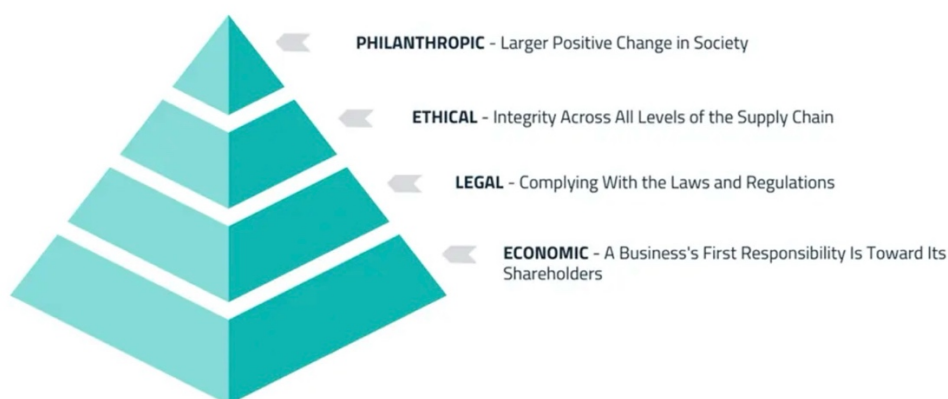 PHILANTHROPIC - Larger Positive Change in Society
ETHICAL - Integrity Across All Levels of the Supply Chain
LEGAL - Complying With the Laws and Regulations
ECONOMIC - A Business's First Responsibility Is Toward Its
Shareholders